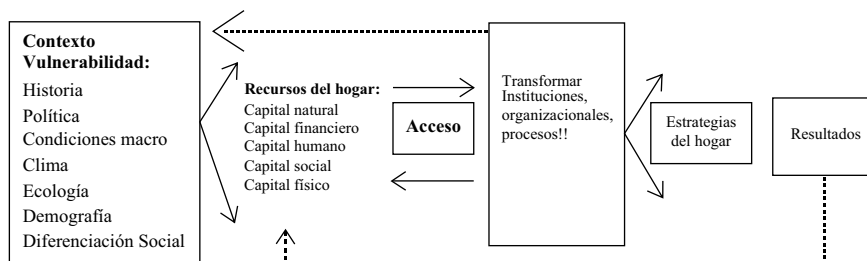 Contexto
Vulnerabilidad:
Historia
Política
Condiciones macro
Clima
Ecología
Demografía
Diferenciación Social
Recursos del hogar:
Capital natural
Capital financiero
Capital humano
Capital social
Capital físico
Acceso
Transformar
Instituciones,
organizacionales,
procesos!!
Estrategias
del hogar
Resultados